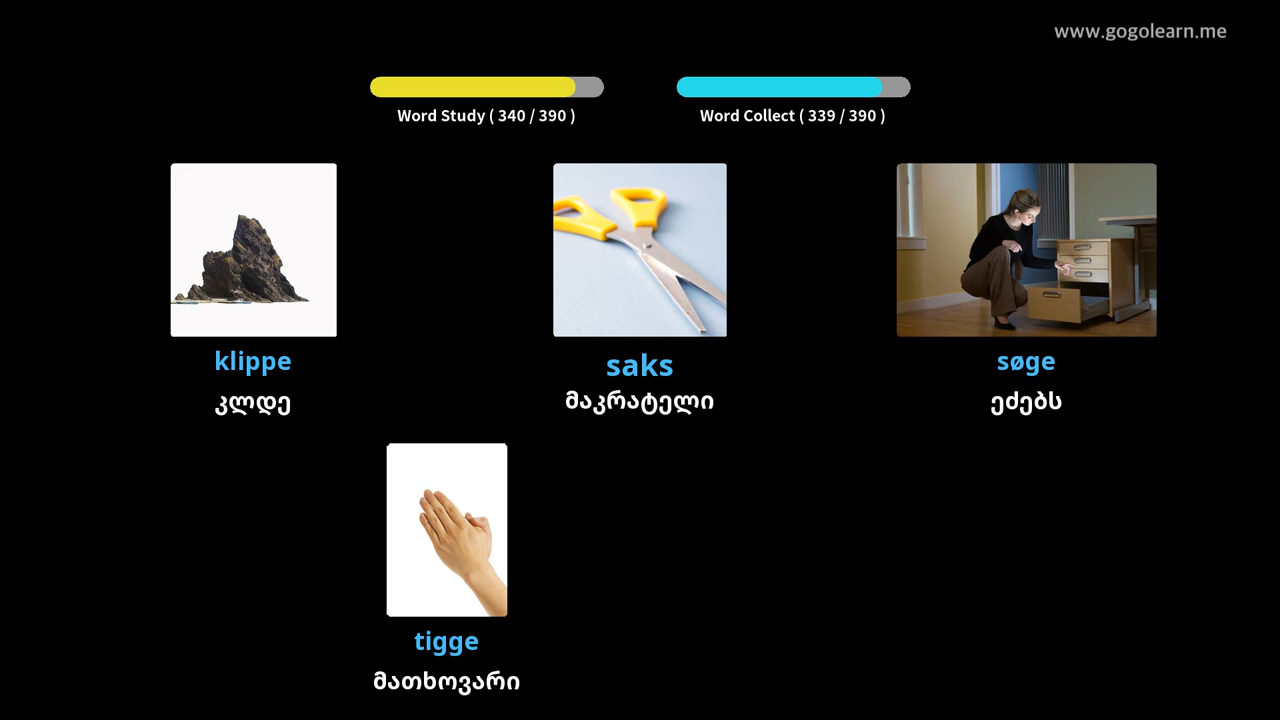 www.gogolearn.me
Word Study ( 340 / 390 )
Word Collect ( 339 / 390 )
klippe
კლდე
saks
მაკრატელი
søge
ეძებს
tigge
მათხოვარი